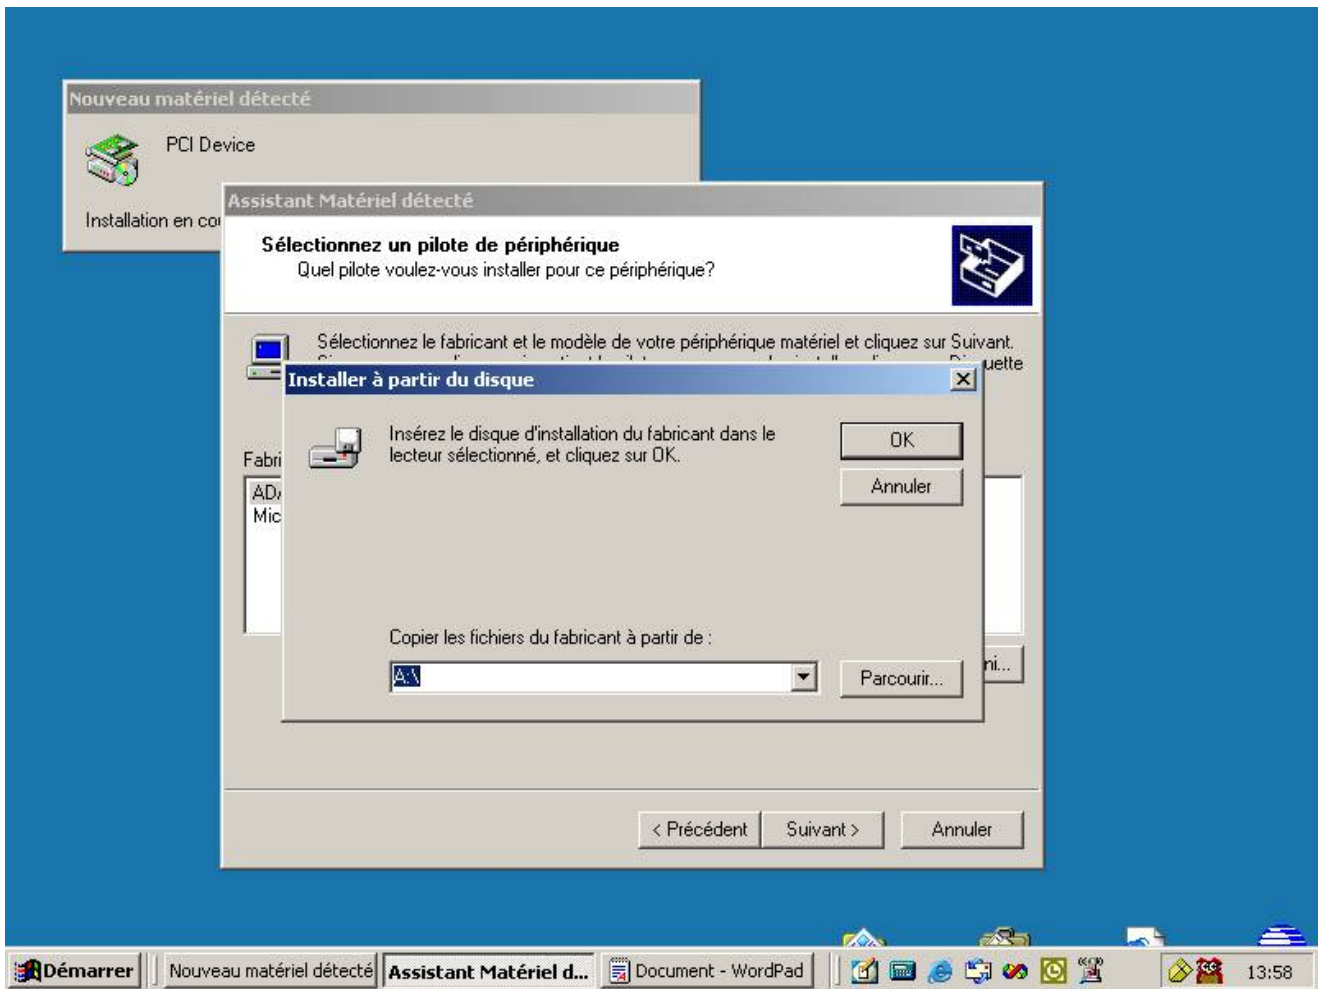 Nouveau matériel détecté
PCI Device
Installation en cou
Assistant Matériel détecté
Sélectionnez un pilote de périphérique
Quel pilote voulez-vous installer pour ce périphérique?
Sélectionnez le fabricant et le modèle de votre périphérique matériel et cliquez sur Suivant.
uette
Installer à partir du disque
Insérez le disque d'installation du fabricant dans le
lecteur sélectionné, et cliquez sur OK.
OK
Annuler
Fabri
ADA
Mic
Copier les fichiers du fabricant à partir de :
A:\
Parcourir...
ni...
< Précédent
Suivant >
Annuler
Démarrer
Nouveau matériel détecté
Assistant Matériel d...
Document - WordPad
13:58